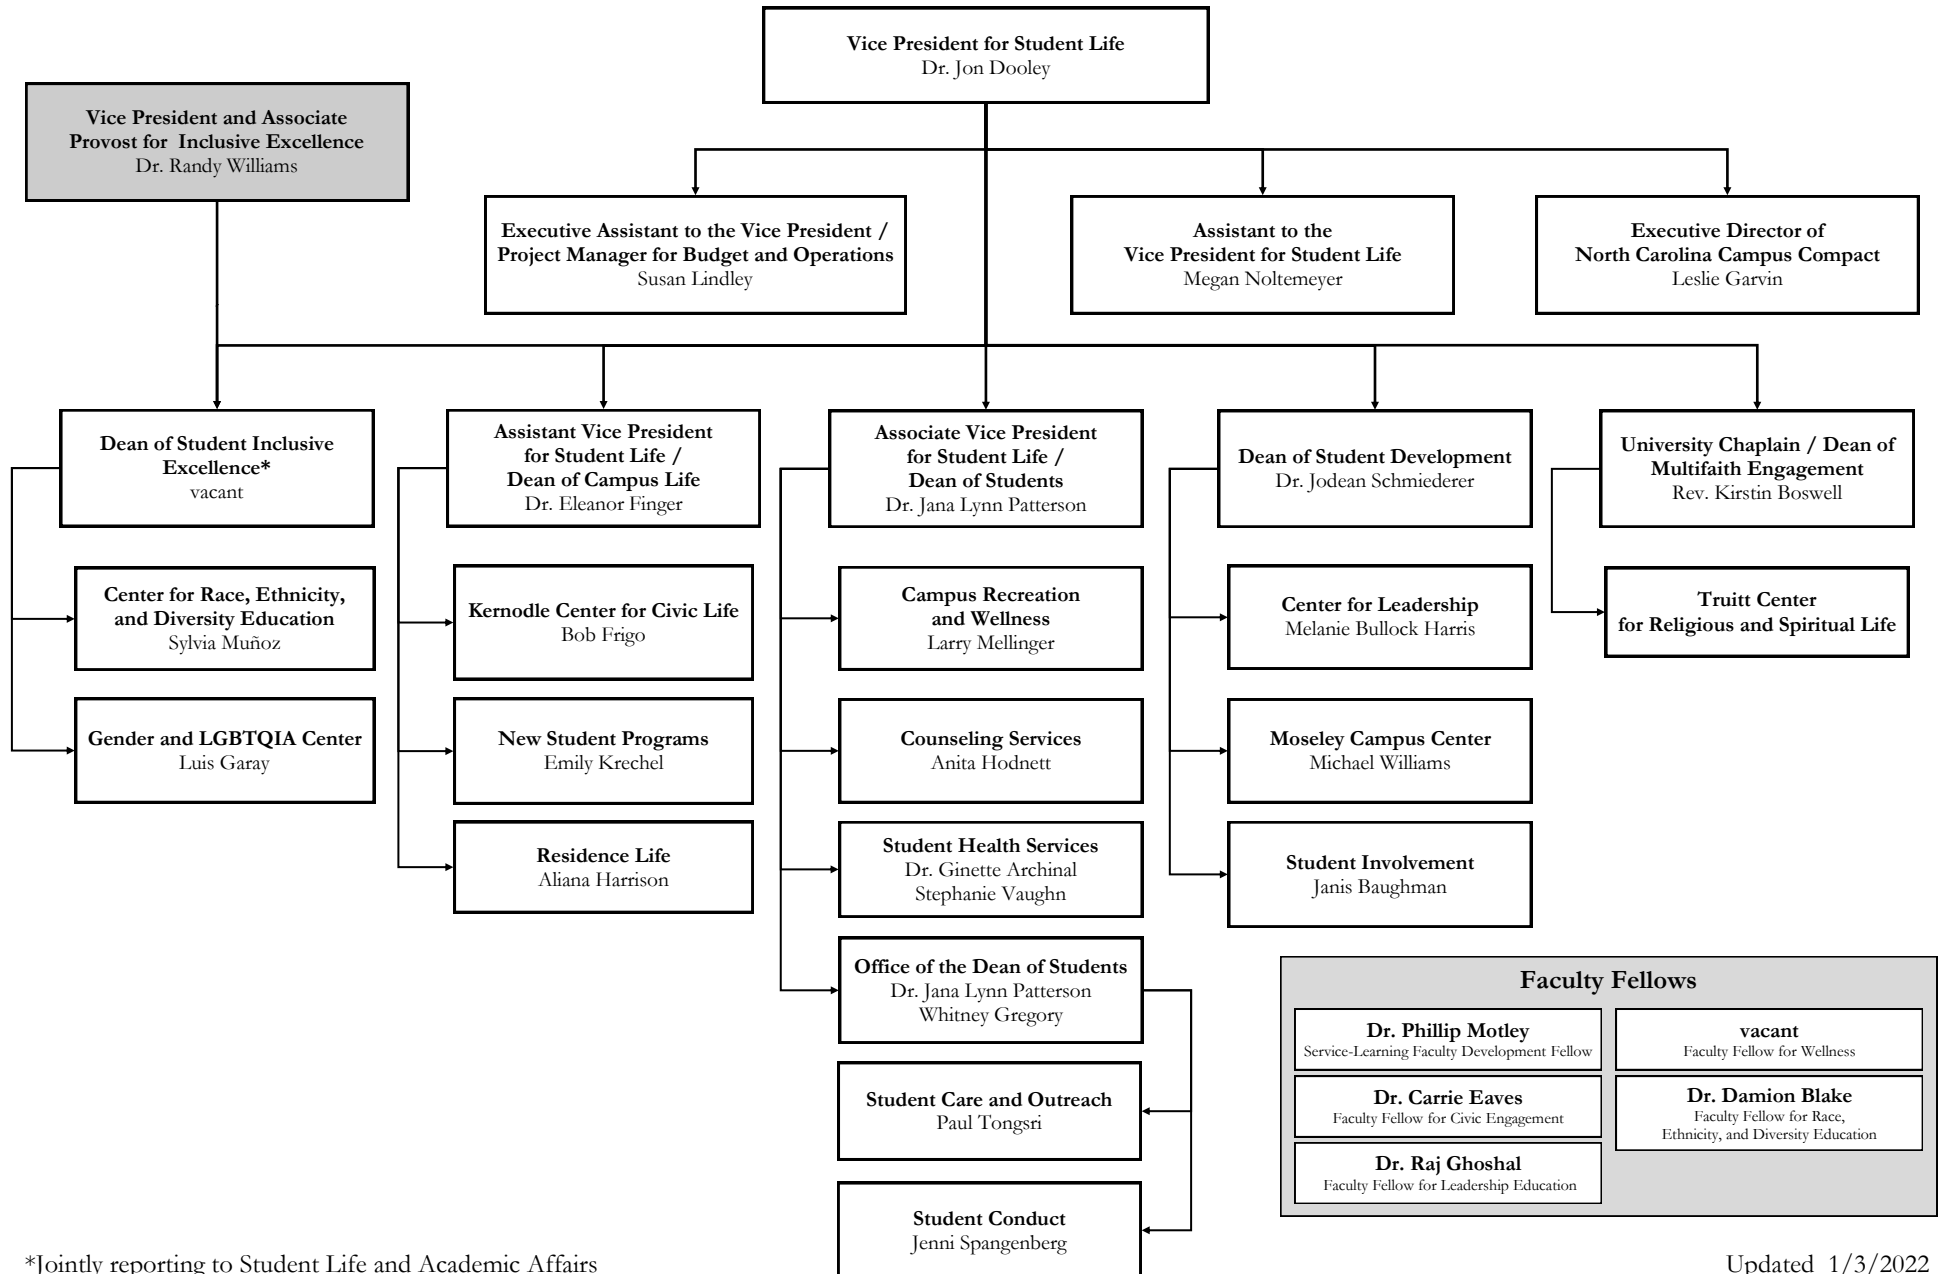 Vice President for Student Life
Dr. Jon Dooley
Vice President and Associate
Provost for Inclusive Excellence
Dr. Randy Williams
Executive Assistant to the Vice President /
Project Manager for Budget and Operations
Susan Lindley
Assistant to the
Vice President for Student Life
Megan Noltemeyer
Executive Director of
North Carolina Campus Compact
Leslie Garvin
Dean of Student Inclusive
Excellence*
vacant
Assistant Vice President
for Student Life /
Dean of Campus Life
Dr. Eleanor Finger
Associate Vice President
for Student Life /
Dean of Students
Dr. Jana Lynn Patterson
Dean of Student Development
Dr. Jodean Schmiederer
University Chaplain / Dean of
Multifaith Engagement
Rev. Kirstin Boswell
Center for Race, Ethnicity,
and Diversity Education
Sylvia Muñoz
Kernodle Center for Civic Life
Bob Frigo
Campus Recreation
and Wellness
Larry Mellinger
Center for Leadership
Melanie Bullock Harris
Truitt Center
for Religious and Spiritual Life
Gender and LGBTQIA Center
Luis Garay
New Student Programs
Emily Krechel
Counseling Services
Anita Hodnett
Moseley Campus Center
Michael Williams
Residence Life
Aliana Harrison
Student Health Services
Dr. Ginette Archinal
Stephanie Vaughn
Student Involvement
Janis Baughman
Office of the Dean of Students
Dr. Jana Lynn Patterson
Whitney Gregory
Student Care and Outreach
Paul Tongsri
Student Conduct
Jenni Spangenberg
Faculty Fellows
Dr. Phillip Motley
Service-Learning Faculty Development Fellow
vacant
Faculty Fellow for Wellness
Dr. Carrie Eaves
Faculty Fellow for Civic Engagement
Dr. Damion Blake
Faculty Fellow for Race,
Ethnicity, and Diversity Education
Dr. Raj Ghoshal
Faculty Fellow for Leadership Education
*Jointly reporting to Student Life and Academic Affairs
Updated 1/3/2022